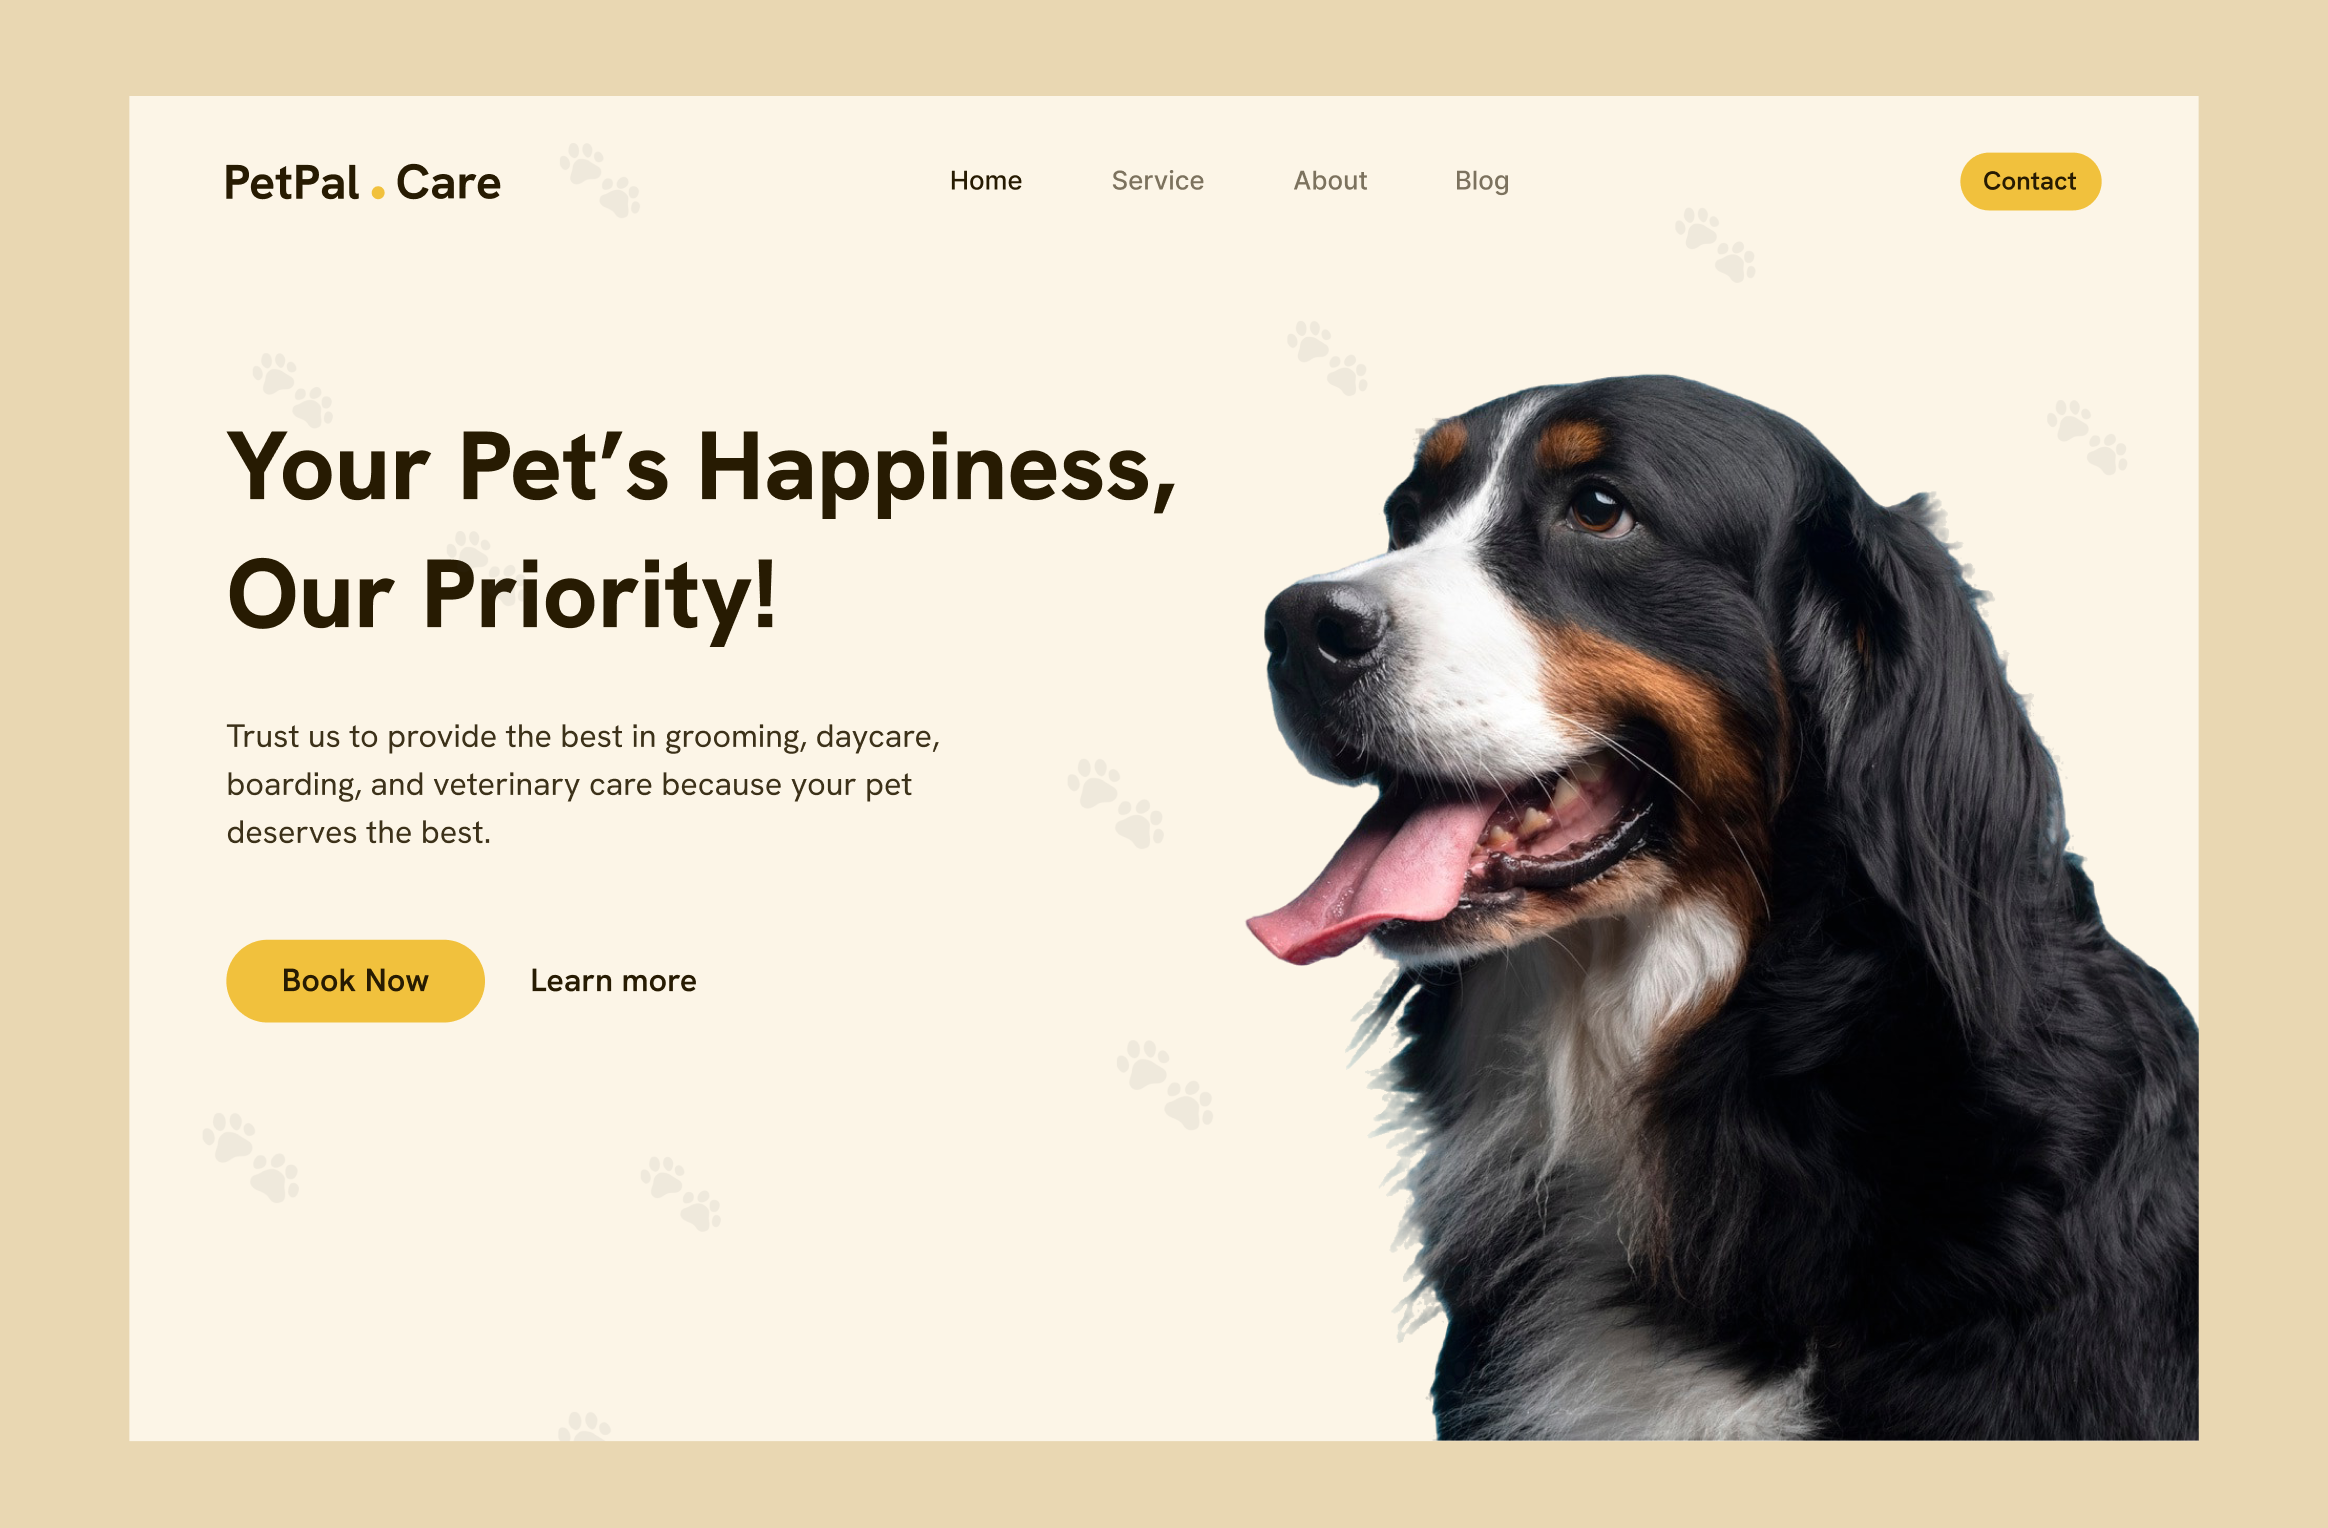 PetPal . Care
Home
Service
About
Blog
Contact
Your Pet’s Happiness,
Our Priority!
Trust us to provide the best in grooming, daycare,
boarding, and veterinary care because your pet
deserves the best.
Book Now
Learn more